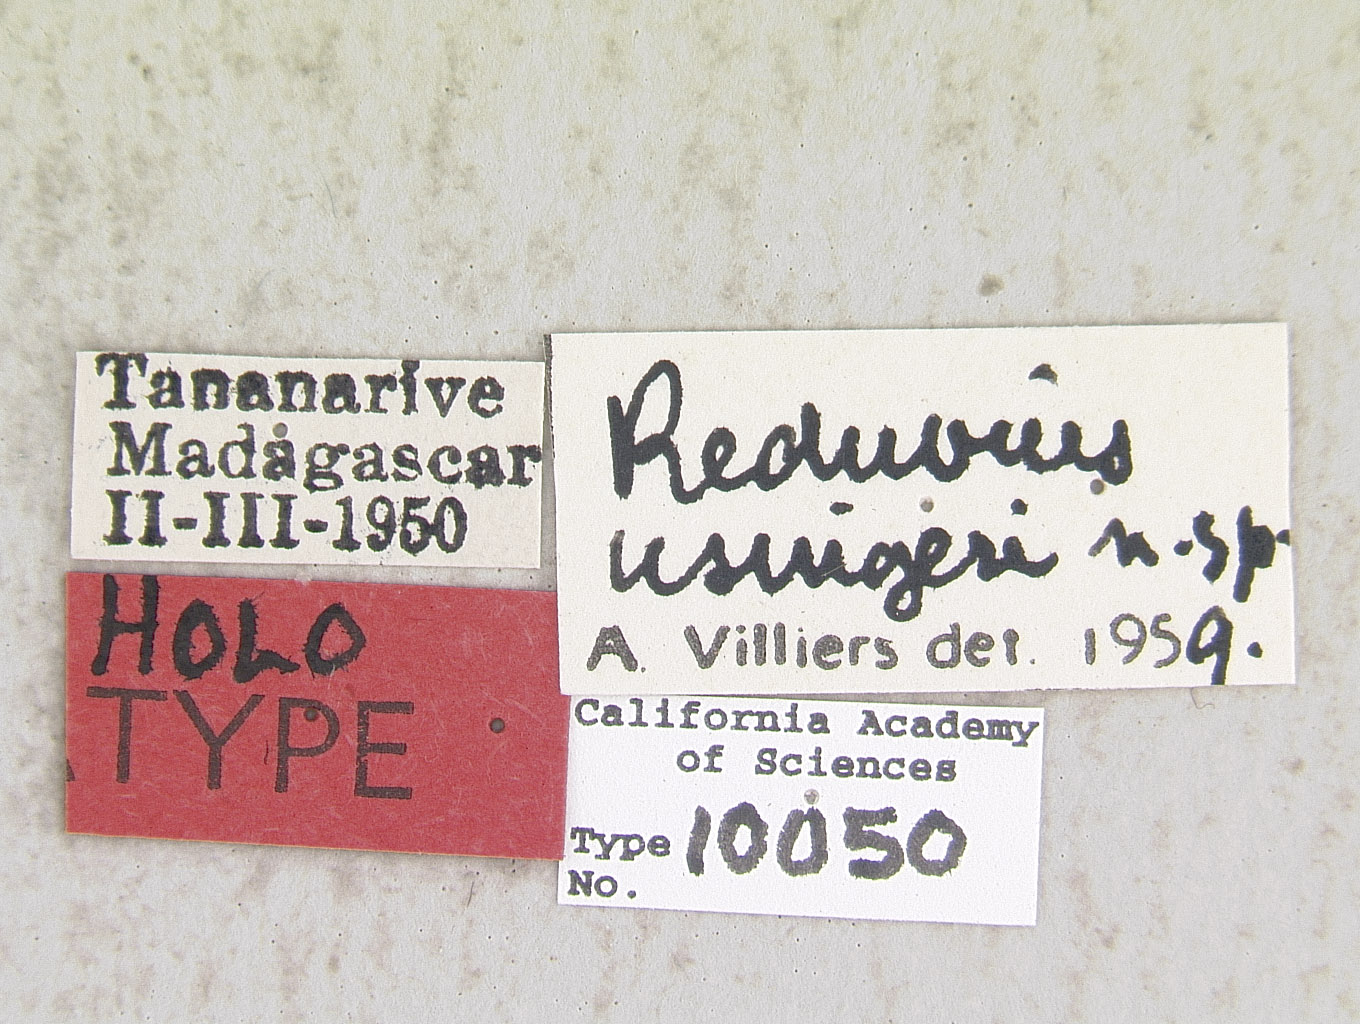 Tananarive
Madagascar
II-III-1950
HOLO
TYPE
Reduvius
usingeri n.sp.
A. Villiers det. 1959.
California Academy
of Sciences
Type 10050
No.